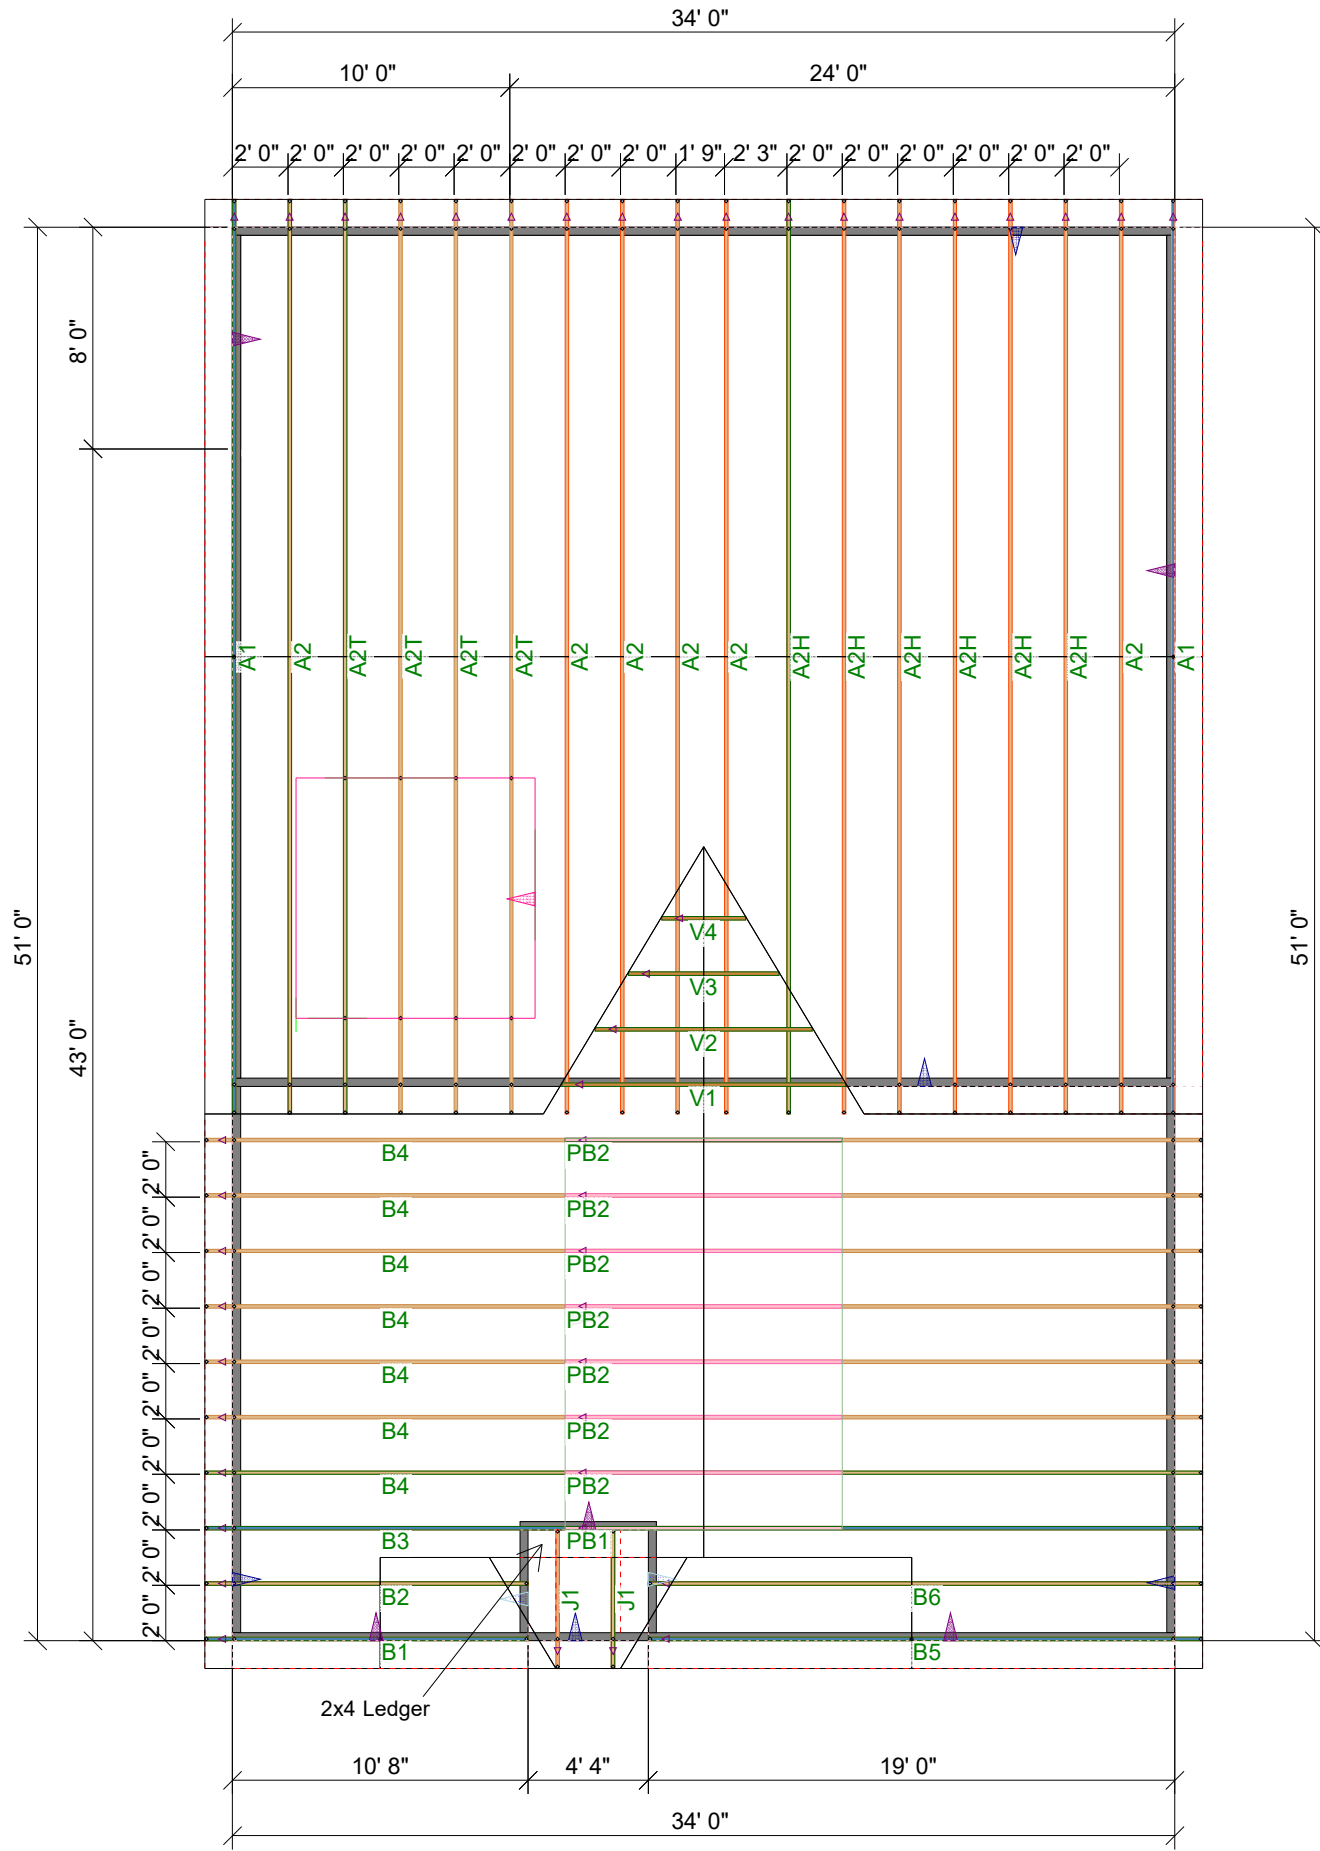 34' 0"
10' 0" 24' 0"
2' 0" 2' 0" 2' 0" 2' 0" 2' 0" 2' 0" 2' 0" 2' 0" 1' 9" 2' 3" 2' 0" 2' 0" 2' 0" 2' 0" 2' 0" 2' 0"
8' 0"
A1 A2 A2T A2T A2T A2T A2 A2 A2 A2 A2H A2H A2H A2H A2H A2H A2 A1
51' 0"
51' 0"
43' 0"
V4
V3
V2
V1
2' 0"
B4 PB2
2' 0"
B4 PB2
2' 0"
B4 PB2
2' 0"
B4 PB2
2' 0"
B4 PB2
2' 0"
B4 PB2
2' 0"
B4 PB2
2' 0"
B3 PB1
2' 0"
B2 J1 J1 B6
B1 B5
2x4 Ledger
10' 8" 4' 4" 19' 0"
34' 0"